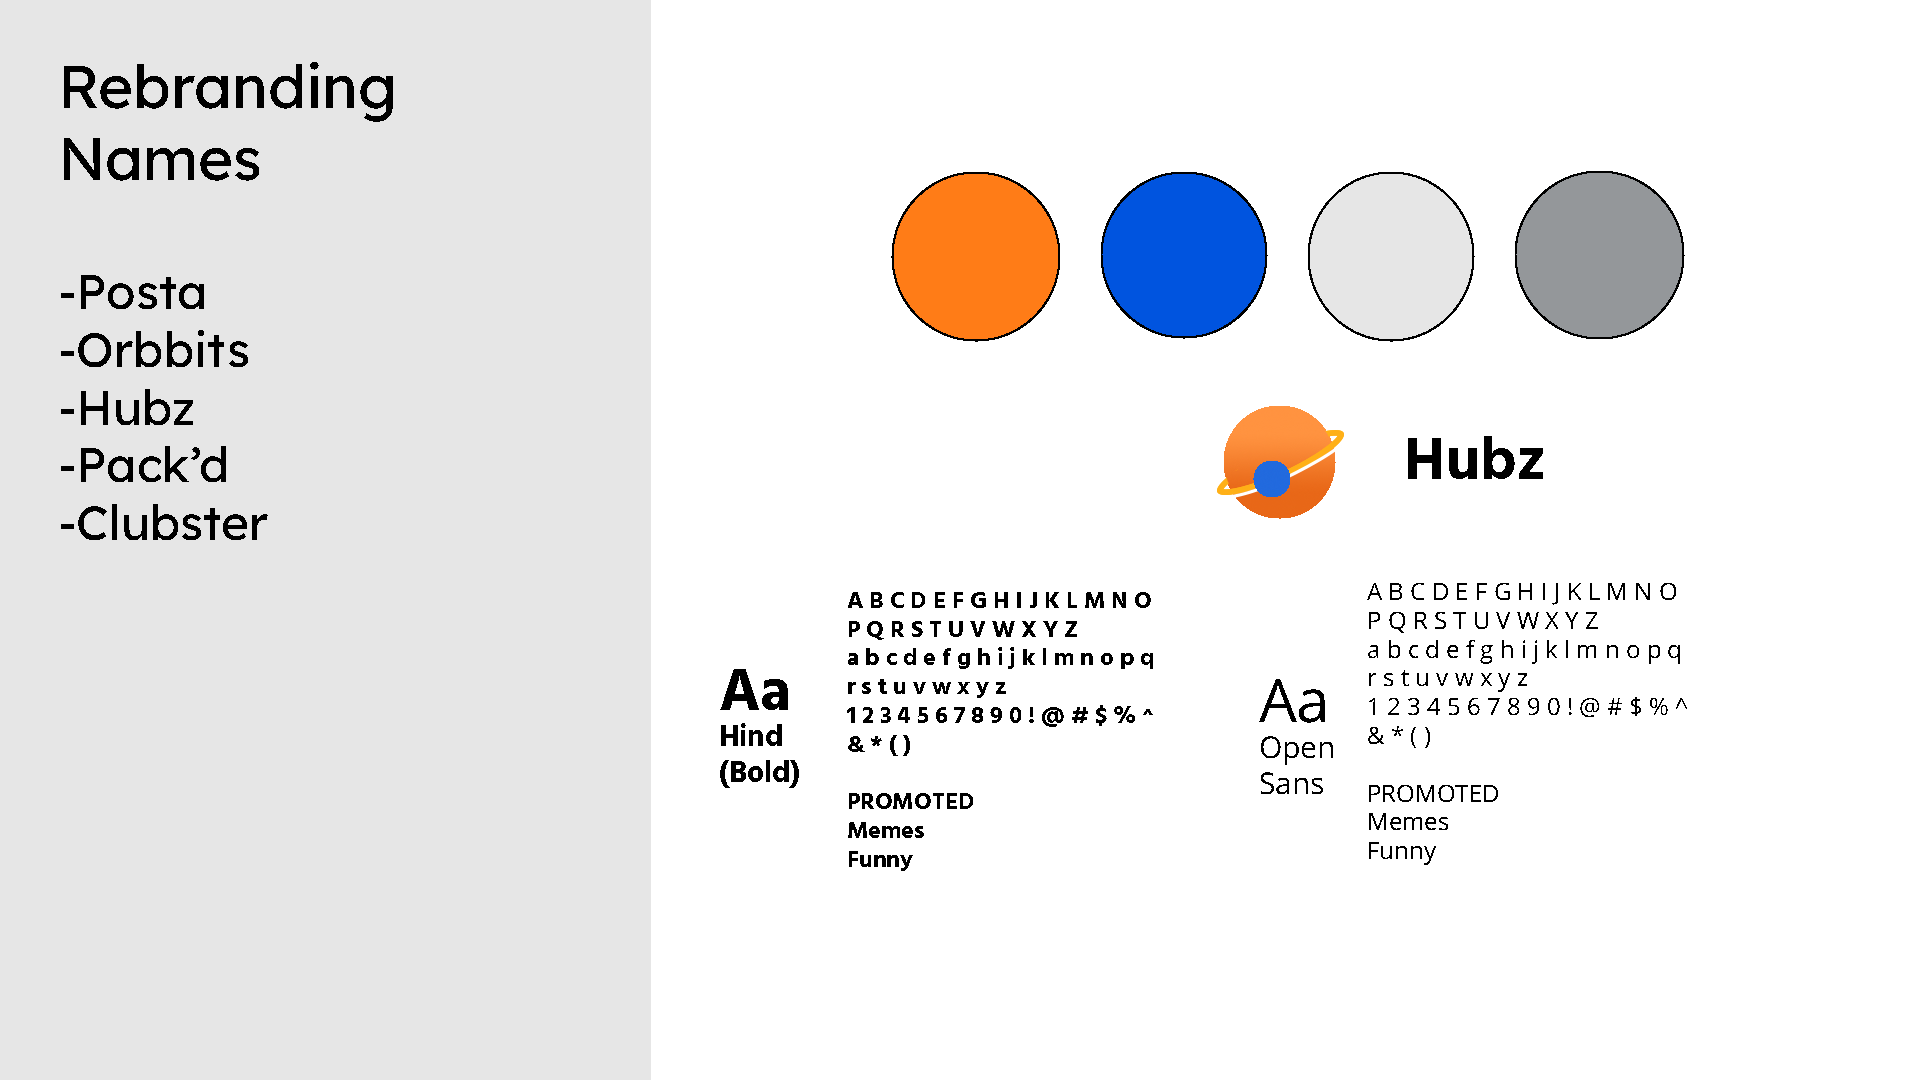 Rebranding
Names
-Posta
-Orbbits
-Hubz
-Pack’d
-Clubster
Hubz
Aa
Hind
(Bold)
A B C D E F G H I J K L M N O
P Q R S T U V W X Y Z
a b c d e f g h i j k l m n o p q
r s t u v w x y z
1 2 3 4 5 6 7 8 9 0 ! @ # $ % ^
& * ( )
PROMOTED
Memes
Funny
Aa
Open
Sans
A B C D E F G H I J K L M N O
P Q R S T U V W X Y Z
a b c d e f g h i j k l m n o p q
r s t u v w x y z
1 2 3 4 5 6 7 8 9 0 ! @ # $ % ^
& * ( )
PROMOTED
Memes
Funny